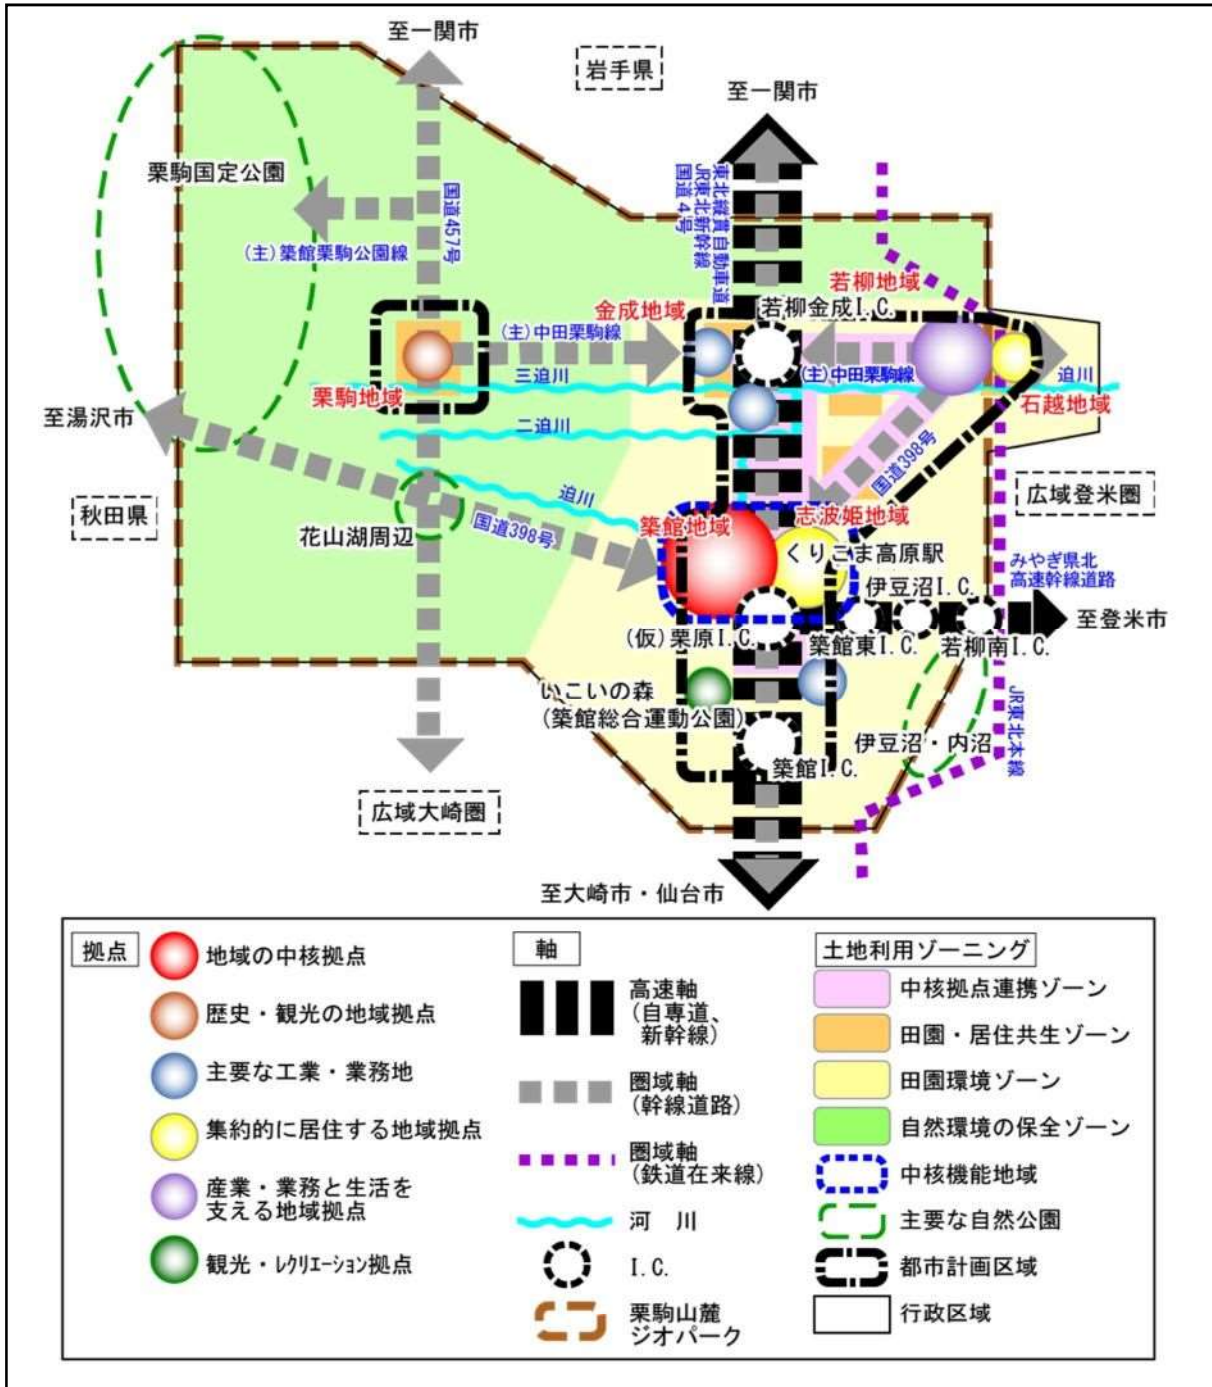 至一関市
岩手県
至一関市
栗駒国定公園
国道457号
(主)築館栗駒公園線
東北縦貫自動車道
JR東北新幹線
国道4号
若柳地域
金成地域
若柳金成I.C.
(主)中田栗駒線
(主)中田栗駒線
三迫川
迫川
栗駒地域
石越地域
至湯沢市
二迫川
国道398号
迫川
秋田県
広域登米圏
国道398号
築館地域
志波姫地域
花山湖周辺
くりこま高原駅
みやぎ県北
高速幹線道路
伊豆沼I.C.
至登米市
(仮)栗原I.C.
築館東I.C.
若柳南I.C.
いこいの森
(築館総合運動公園)
JR東北本線
伊豆沼・内沼
築館I.C.
広域大崎圏
至大崎市・仙台市
拠点
地域の中核拠点
歴史・観光の地域拠点
主要な工業・業務地
集約的に居住する地域拠点
産業・業務と生活を
支える地域拠点
観光・レクリエーション拠点
軸
高速軸
(自専道、
新幹線)
圏域軸
(幹線道路)
圏域軸
(鉄道在来線)
河　川
I.C.
栗駒山麓
ジオパーク
土地利用ゾーニング
中核拠点連携ゾーン
田園・居住共生ゾーン
田園環境ゾーン
自然環境の保全ゾーン
中核機能地域
主要な自然公園
都市計画区域
行政区域